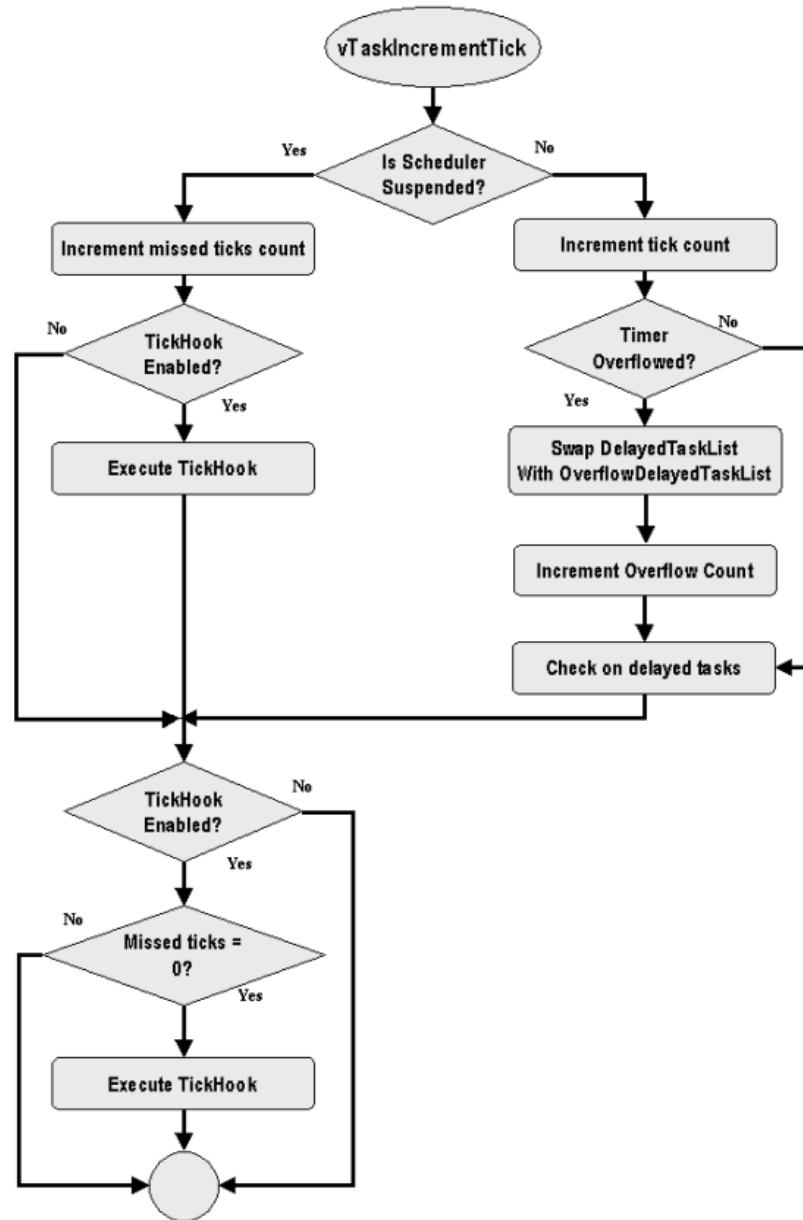 vTaskIncrementTick
Yes
Is Scheduler
Suspended?
No
Increment missed ticks count
Increment tick count
No
TickHook
Enabled?
Yes
Timer
Overflowed?
No
Yes
Execute TickHook
Swap DelayedTaskList
With OverflowDelayedTaskList
Increment Overflow Count
Check on delayed tasks
TickHook
Enabled?
No
Yes
No
Missed ticks =
0?
Yes
Execute TickHook